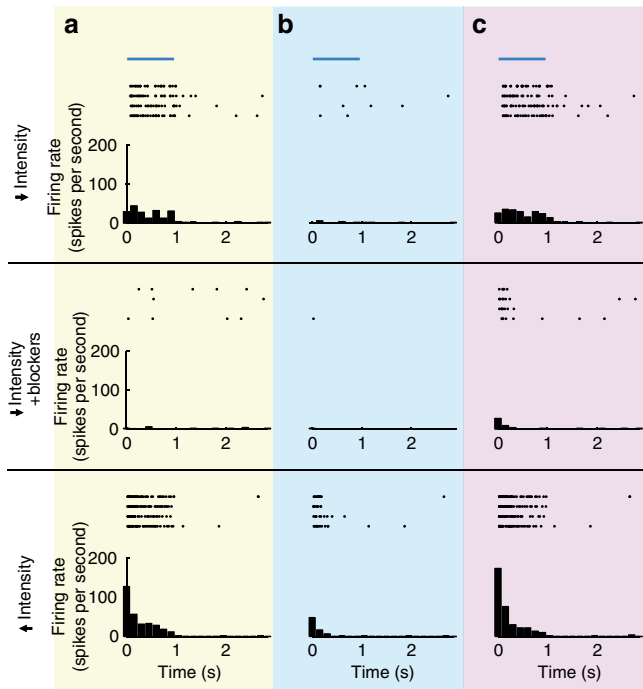 a b c
↓ Intensity
Firing rate
(spikes per second)
200
100
0
0 1 2
0 1 2
0 1 2
↓ Intensity
+blockers
Firing rate
(spikes per second)
200
100
0
0 1 2
0 1 2
0 1 2
↑ Intensity
Firing rate
(spikes per second)
200
100
0
0 1 2
0 1 2
0 1 2
Time (s) Time (s) Time (s)